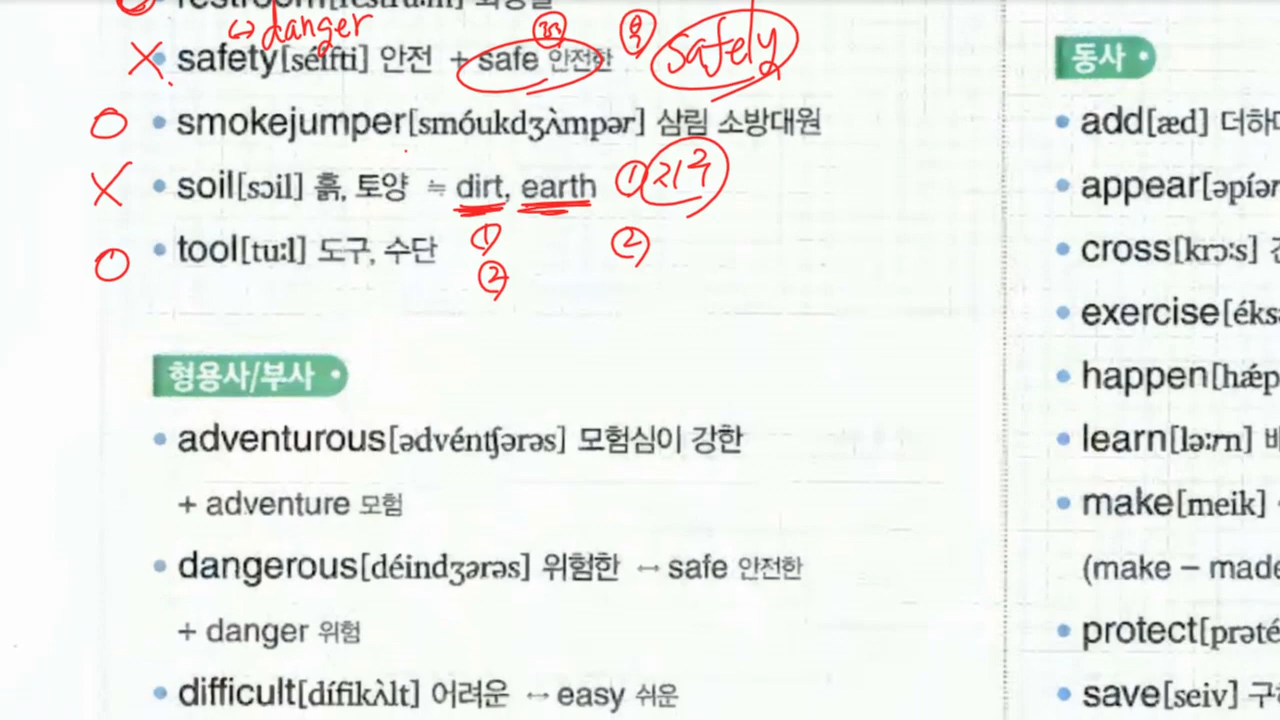 ↔ danger
safety[séifti] 안전 + safe 안전한 safely
smokejumper[smóukdʒʌ̀mpər] 삼림 소방대원
soil[sɔil] 흙, 토양 ≒ dirt, earth ① 지구
tool[tu:l] 도구, 수단 ① ② ②
형용사/부사
adventurous[ədvéntʃərəs] 모험심이 강한
+ adventure 모험
dangerous[déindʒərəs] 위험한 ↔ safe 안전한
+ danger 위험
difficult[dífikʌ̀lt] 어려운 ↔ easy 쉬운
동사
add[æd] 더하
appear[əpíər
cross[krɔ:s]
exercise[éks
happen[hǽp
learn[lə:rn]
make[meik]
(make – made
protect[prəté
save[seiv] 구